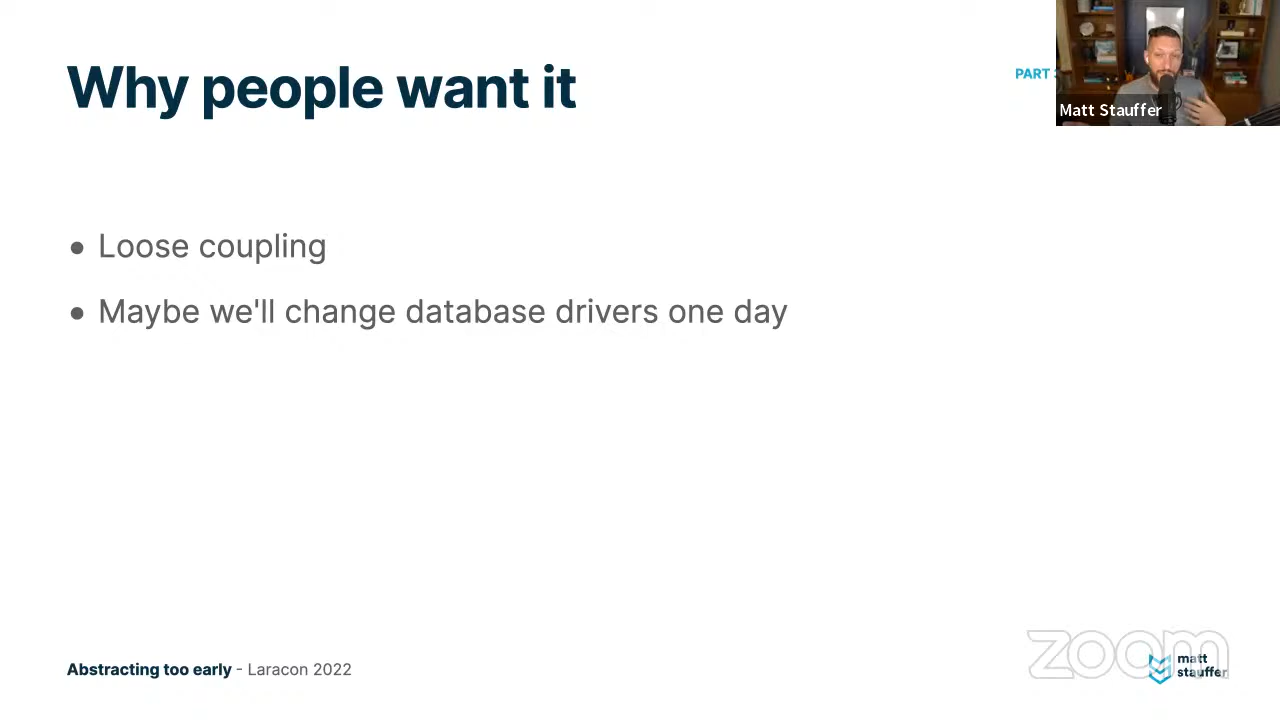 Why people want it
PART
Matt Stauffer
● Loose coupling
● Maybe we'll change database drivers one day
Abstracting too early - Laracon 2022
zoom
matt
stauffer